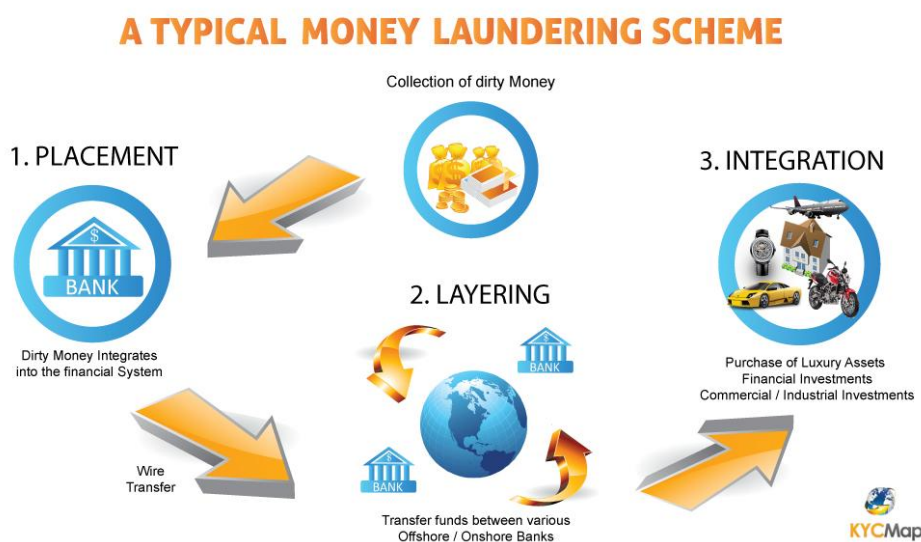 A TYPICAL MONEY LAUNDERING SCHEME
Collection of dirty Money
1. PLACEMENT
$
BANK
Dirty Money Integrates
into the financial System
Wire
Transfer
2. LAYERING
$
BANK
$
BANK
Transfer funds between various
Offshore / Onshore Banks
3. INTEGRATION
Purchase of Luxury Assets
Financial Investments
Commercial / Industrial Investments
KYCMap